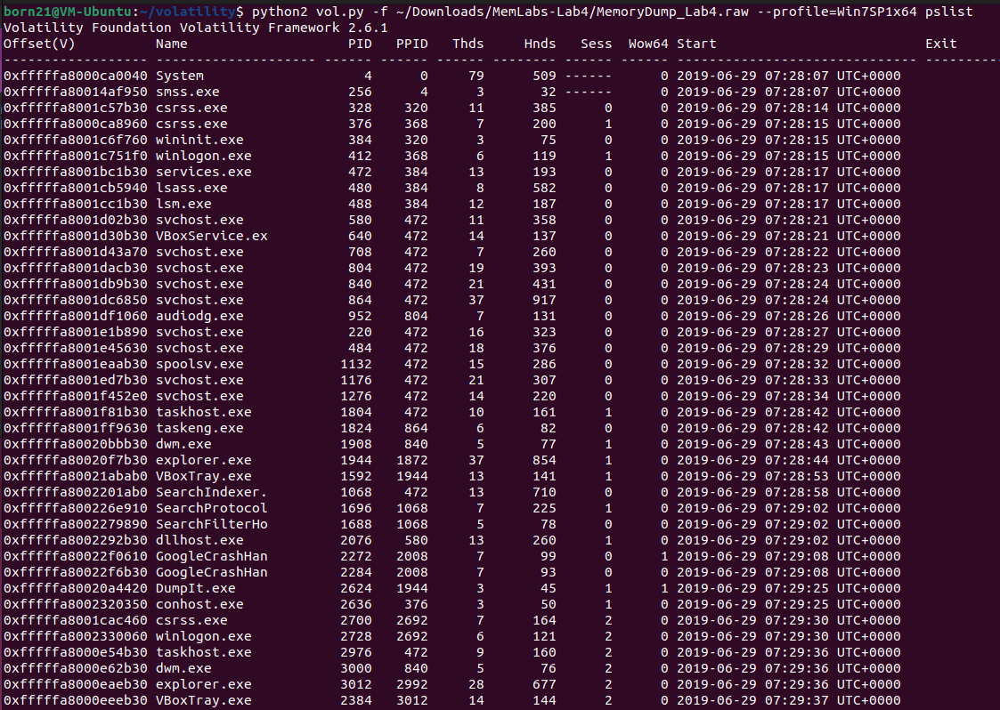 born21@VM-Ubuntu:~/volatility$ python2 vol.py -f ~/Downloads/MemLabs-Lab4/MemoryDump_Lab4.raw --profile=Win7SP1x64 pslist
Volatility Foundation Volatility Framework 2.6.1
Offset(V)          Name                    PID   PPID   Thds     Hnds   Sess  Wow64 Start                          Exit
------------------ -------------------- ------ ------ ------ -------- ------ ------ ------------------------------ ----------
0xfffffa8000ca0040 System                    4      0     79      509 ------      0 2019-06-29 07:28:07 UTC+0000
0xfffffa80014af950 smss.exe                256      4      3       32 ------      0 2019-06-29 07:28:07 UTC+0000
0xfffffa8001c57b30 csrss.exe               328    320     11      385      0      0 2019-06-29 07:28:14 UTC+0000
0xfffffa8000ca8960 csrss.exe               376    368      7      200      1      0 2019-06-29 07:28:15 UTC+0000
0xfffffa8001c6f760 wininit.exe             384    320      3       75      0      0 2019-06-29 07:28:15 UTC+0000
0xfffffa8001c751f0 winlogon.exe            412    368      6      119      1      0 2019-06-29 07:28:15 UTC+0000
0xfffffa8001bc1b30 services.exe            472    384     13      193      0      0 2019-06-29 07:28:17 UTC+0000
0xfffffa8001cb5940 lsass.exe               480    384      8      582      0      0 2019-06-29 07:28:17 UTC+0000
0xfffffa8001cc1b30 lsm.exe                 488    384     12      187      0      0 2019-06-29 07:28:17 UTC+0000
0xfffffa8001d02b30 svchost.exe             580    472     11      358      0      0 2019-06-29 07:28:21 UTC+0000
0xfffffa8001d30b30 VBoxService.ex          640    472     14      137      0      0 2019-06-29 07:28:21 UTC+0000
0xfffffa8001d43a70 svchost.exe             708    472      7      260      0      0 2019-06-29 07:28:22 UTC+0000
0xfffffa8001dacb30 svchost.exe             804    472     19      393      0      0 2019-06-29 07:28:23 UTC+0000
0xfffffa8001db9b30 svchost.exe             840    472     21      431      0      0 2019-06-29 07:28:24 UTC+0000
0xfffffa8001dc6850 svchost.exe             864    472     37      917      0      0 2019-06-29 07:28:24 UTC+0000
0xfffffa8001df1060 audiodg.exe             952    804      7      131      0      0 2019-06-29 07:28:26 UTC+0000
0xfffffa8001e1b890 svchost.exe             220    472     16      323      0      0 2019-06-29 07:28:27 UTC+0000
0xfffffa8001e45630 svchost.exe             484    472     18      376      0      0 2019-06-29 07:28:29 UTC+0000
0xfffffa8001eaab30 spoolsv.exe            1132    472     15      286      0      0 2019-06-29 07:28:32 UTC+0000
0xfffffa8001ed7b30 svchost.exe            1176    472     21      307      0      0 2019-06-29 07:28:33 UTC+0000
0xfffffa8001f452e0 svchost.exe            1276    472     14      220      0      0 2019-06-29 07:28:34 UTC+0000
0xfffffa8001f81b30 taskhost.exe           1804    472     10      161      1      0 2019-06-29 07:28:42 UTC+0000
0xfffffa8001ff9630 taskeng.exe            1824    864      6       82      0      0 2019-06-29 07:28:42 UTC+0000
0xfffffa80020bbb30 dwm.exe                1908    840      5       77      1      0 2019-06-29 07:28:43 UTC+0000
0xfffffa80020f7b30 explorer.exe           1944   1872     37      854      1      0 2019-06-29 07:28:44 UTC+0000
0xfffffa80021abab0 VBoxTray.exe           1592   1944     13      141      1      0 2019-06-29 07:28:53 UTC+0000
0xfffffa8002201ab0 SearchIndexer.         1068    472     13      710      0      0 2019-06-29 07:28:58 UTC+0000
0xfffffa800226e910 SearchProtocol         1696   1068      7      225      1      0 2019-06-29 07:29:02 UTC+0000
0xfffffa8002279890 SearchFilterHo         1688   1068      5       78      0      0 2019-06-29 07:29:02 UTC+0000
0xfffffa8002292b30 dllhost.exe            2076    580     13      260      1      0 2019-06-29 07:29:02 UTC+0000
0xfffffa80022f0610 GoogleCrashHan         2272   2008      7       99      0      1 2019-06-29 07:29:08 UTC+0000
0xfffffa80022f6b30 GoogleCrashHan         2284   2008      7       93      0      0 2019-06-29 07:29:08 UTC+0000
0xfffffa80020a4420 DumpIt.exe             2624   1944      3       45      1      1 2019-06-29 07:29:25 UTC+0000
0xfffffa8002320350 conhost.exe            2636    376      3       50      1      0 2019-06-29 07:29:25 UTC+0000
0xfffffa8001cac460 csrss.exe              2700   2692      7      164      2      0 2019-06-29 07:29:30 UTC+0000
0xfffffa8002330060 winlogon.exe           2728   2692      6      121      2      0 2019-06-29 07:29:30 UTC+0000
0xfffffa8000e54b30 taskhost.exe           2976    472      9      160      2      0 2019-06-29 07:29:36 UTC+0000
0xfffffa8000e62b30 dwm.exe                3000    840      5       76      2      0 2019-06-29 07:29:36 UTC+0000
0xfffffa8000eaeb30 explorer.exe           3012   2992     28      677      2      0 2019-06-29 07:29:36 UTC+0000
0xfffffa8000eeeb30 VBoxTray.exe           2384   3012     14      144      2      0 2019-06-29 07:29:37 UTC+0000